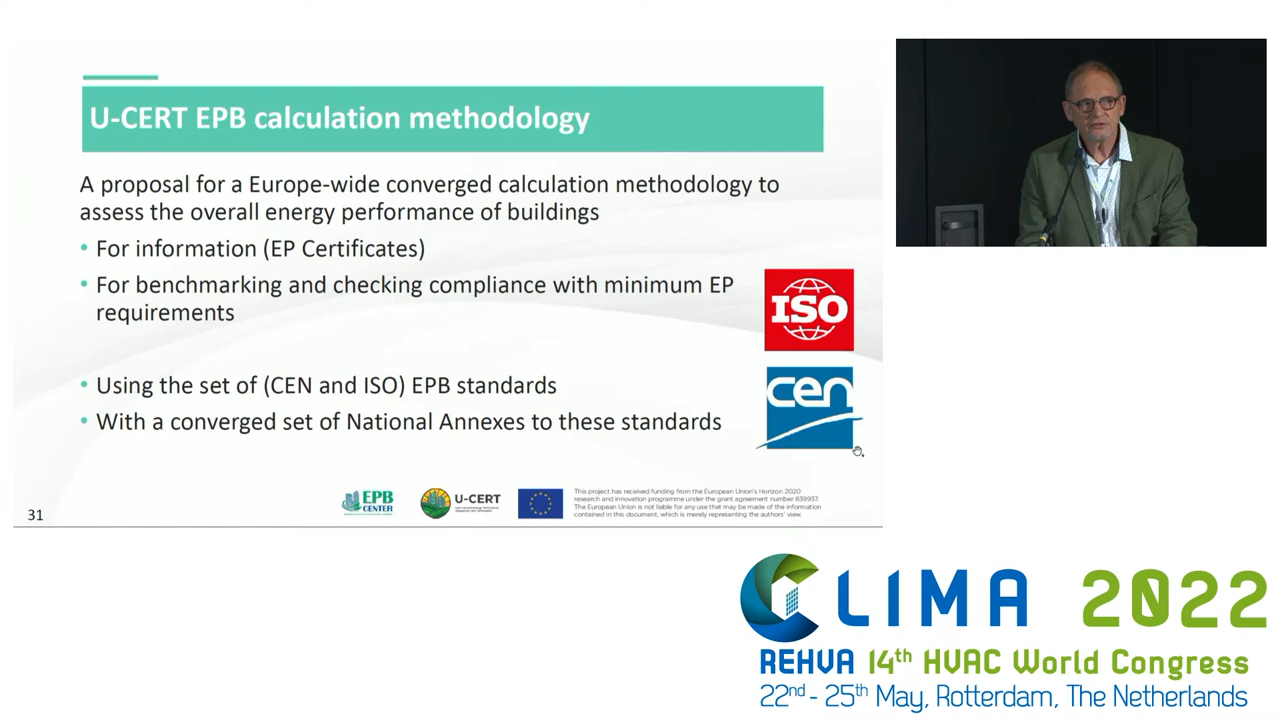 U-CERT EPB calculation methodology
A proposal for a Europe-wide converged calculation methodology to
assess the overall energy performance of buildings
• For information (EP Certificates)
• For benchmarking and checking compliance with minimum EP
requirements
ISO
• Using the set of (CEN and ISO) EPB standards
• With a converged set of National Annexes to these standards
cen
EPB
CENTER
U-CERT
This project has received funding from the European Union's Horizon 2020
research and innovation programme under the grant agreement number 839937.
The European Union is not liable for any use that may be made of the information
contained in this document, which is merely representing the authors' view.
31
CLIMA 2022
REHVA 14th HVAC World Congress
22nd - 25th May, Rotterdam, The Netherlands